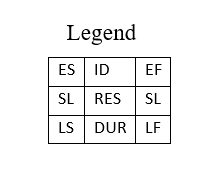 Legend
ES ID EF
SL RES SL
LS DUR LF